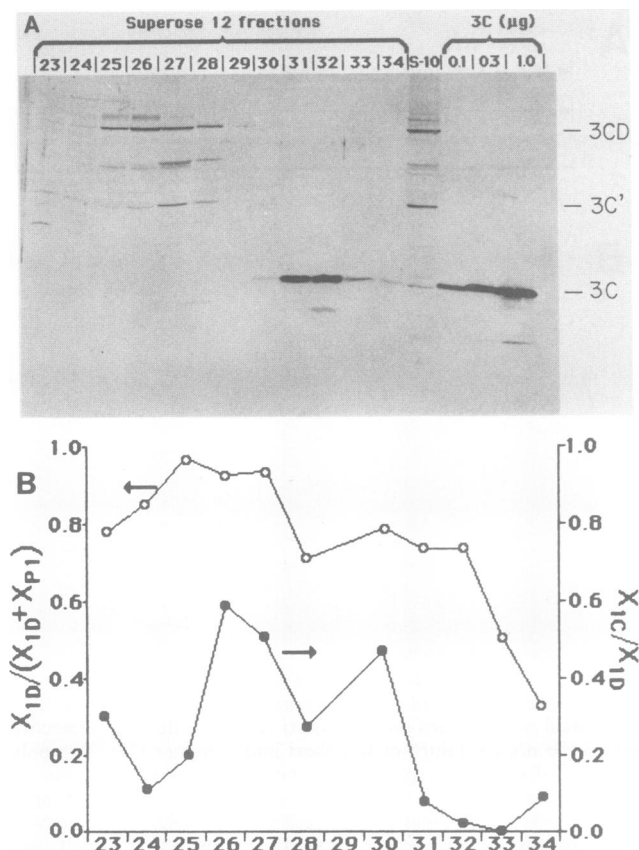 A Superose 12 fractions 3C (μg)
|23|24|25|26|27|28|29|30|31|32|33|34|S-10|0.1|03|1.0|
— 3CD
— 3C'
— 3C
B
1.0 1.0
0.8 0.8
0.6 0.6
0.4 0.4
0.2 0.2
0.0 0.0
X1D/(X1D+XP1)
X1C/X1D
23 24 25 26 27 28 29 30 31 32 33 34